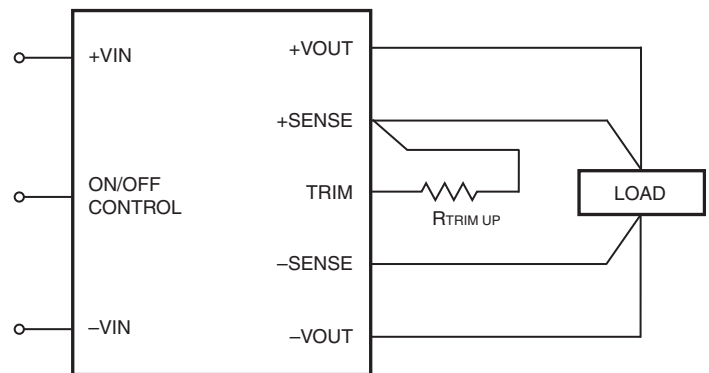 +VIN
ON/OFF
CONTROL
–VIN
+VOUT
+SENSE
TRIM
–SENSE
–VOUT
RTRIM UP
LOAD